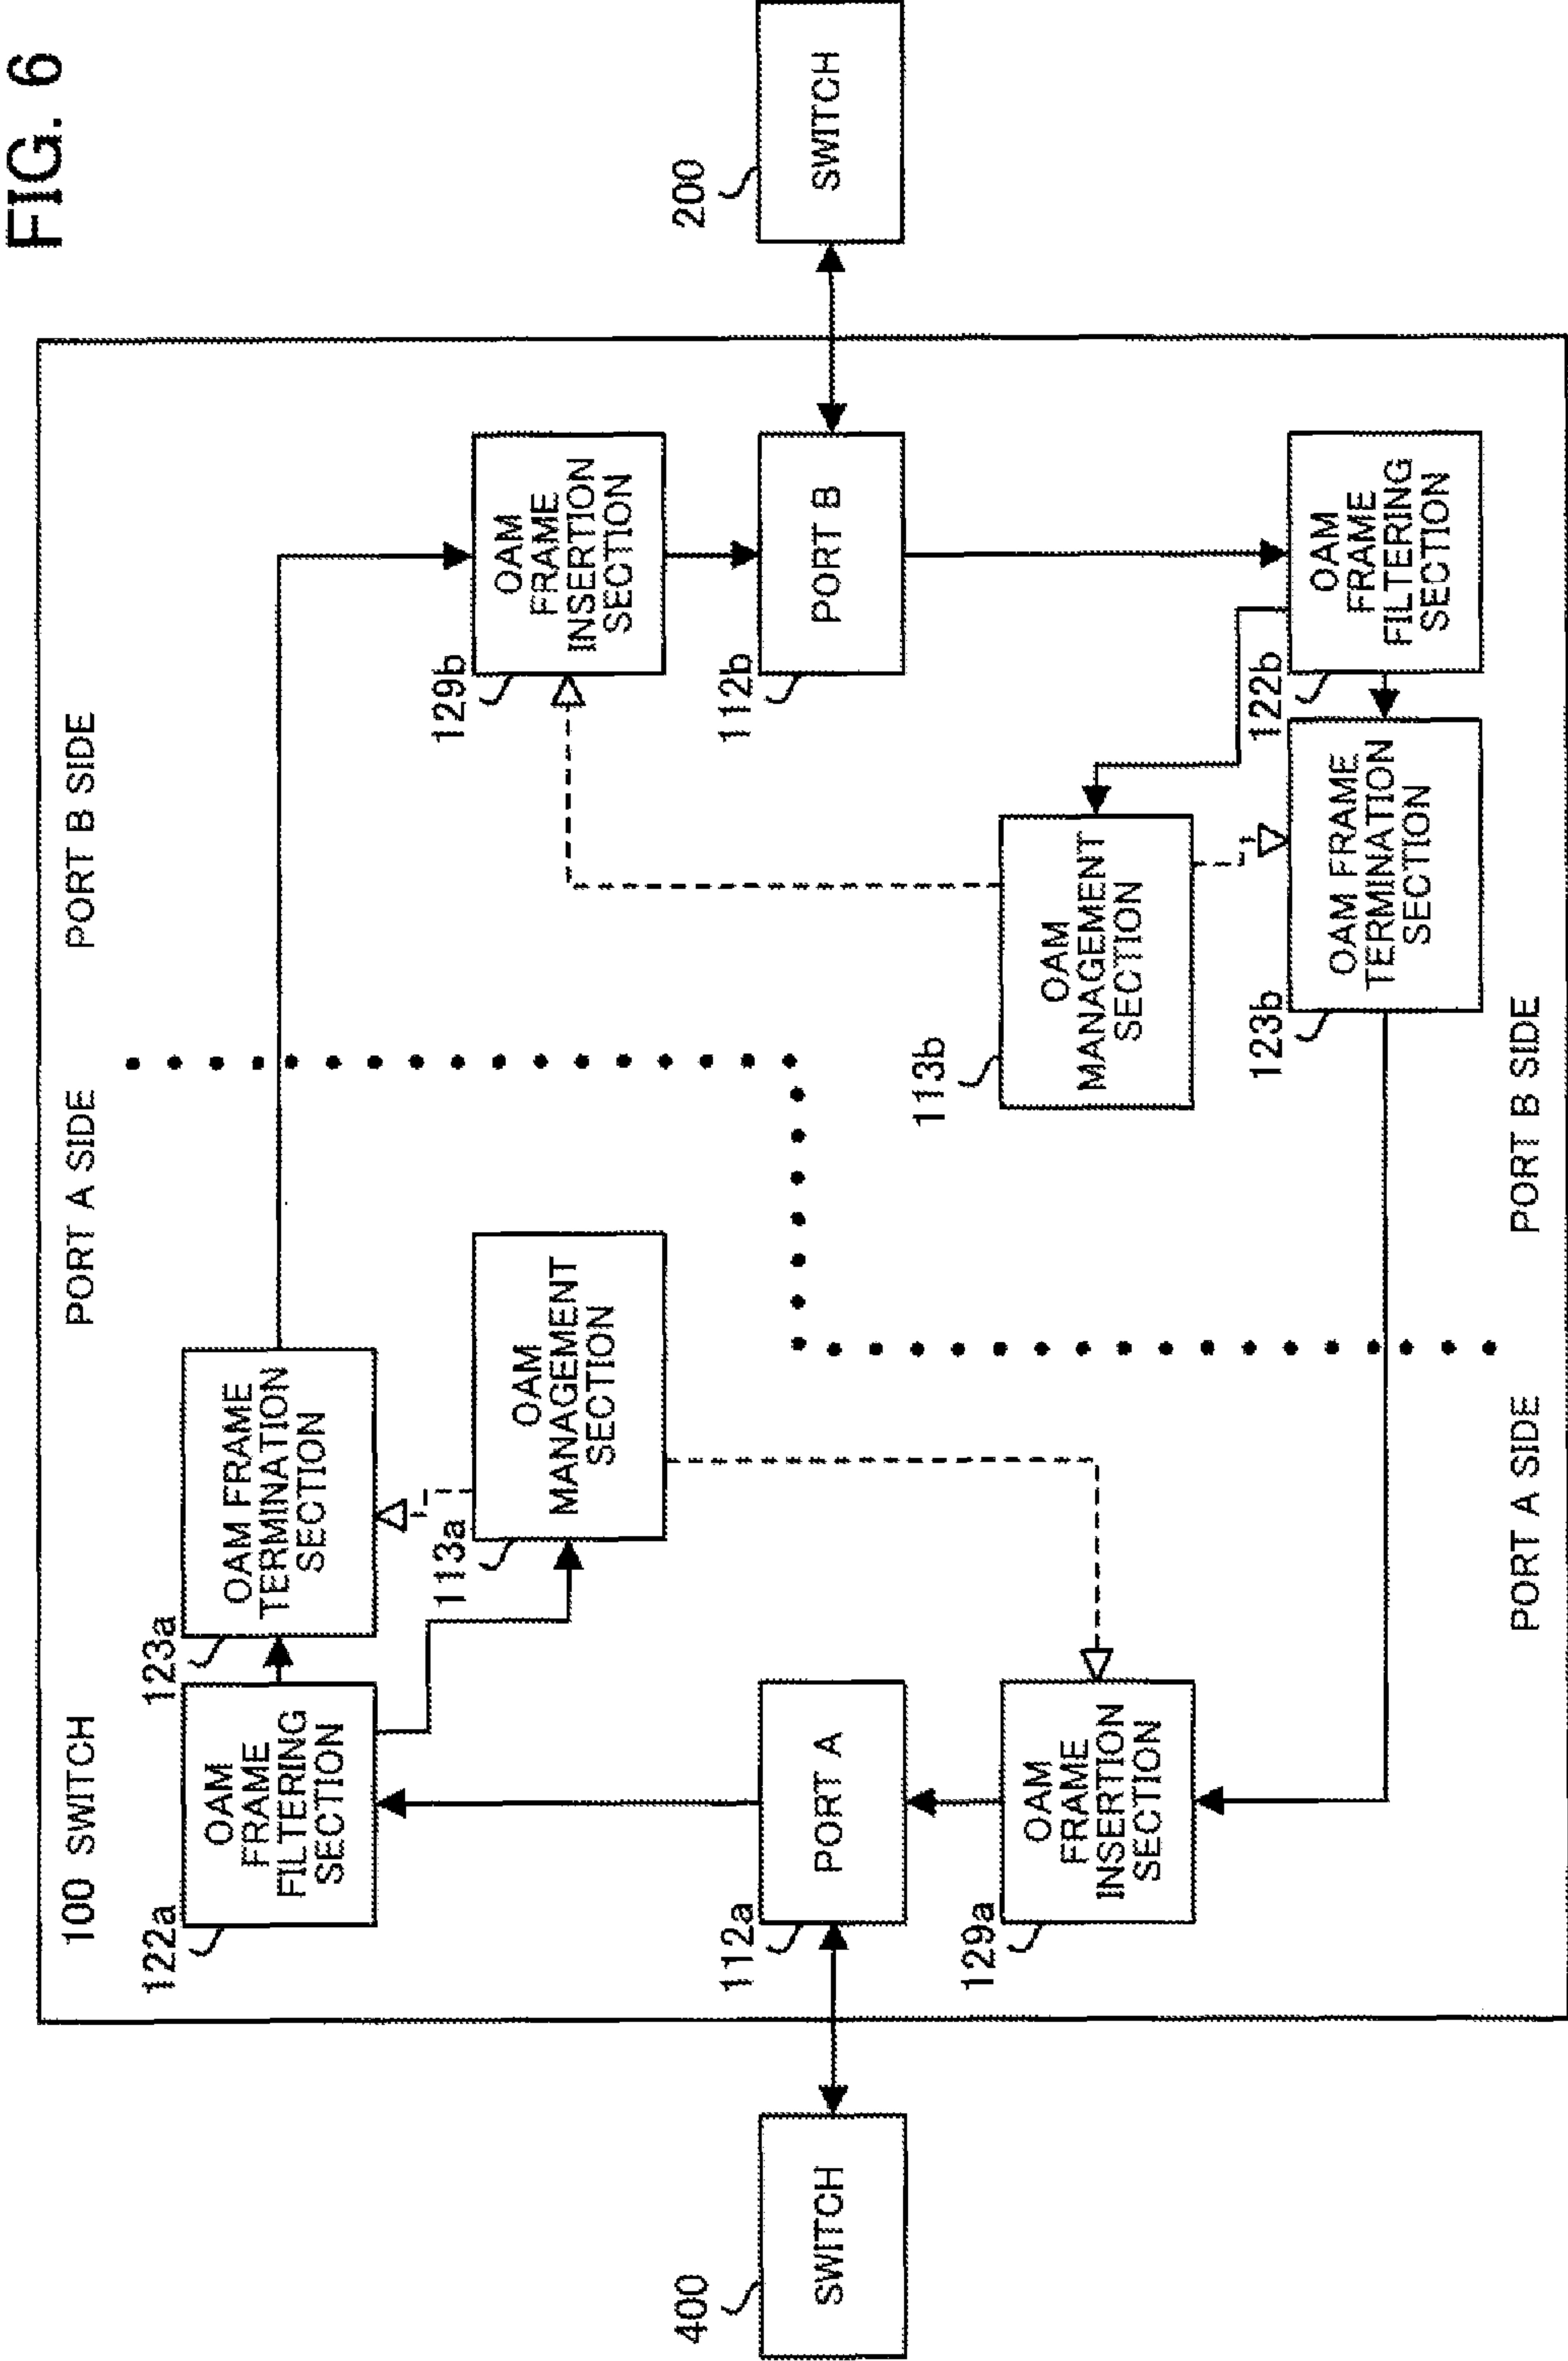 FIG. 6
100 SWITCH
PORT A SIDE
PORT B SIDE
122a
OAM
FRAME
FILTERING
SECTION
123a
OAM FRAME
TERMINATION
SECTION
113a
OAM
MANAGEMENT
SECTION
129b
OAM
FRAME
INSERTION
SECTION
400
SWITCH
112a
PORT A
112b
PORT B
200
SWITCH
129a
OAM
FRAME
INSERTION
SECTION
113b
OAM
MANAGEMENT
SECTION
123b
OAM FRAME
TERMINATION
SECTION
122b
OAM
FRAME
FILTERING
SECTION
PORT A SIDE
PORT B SIDE